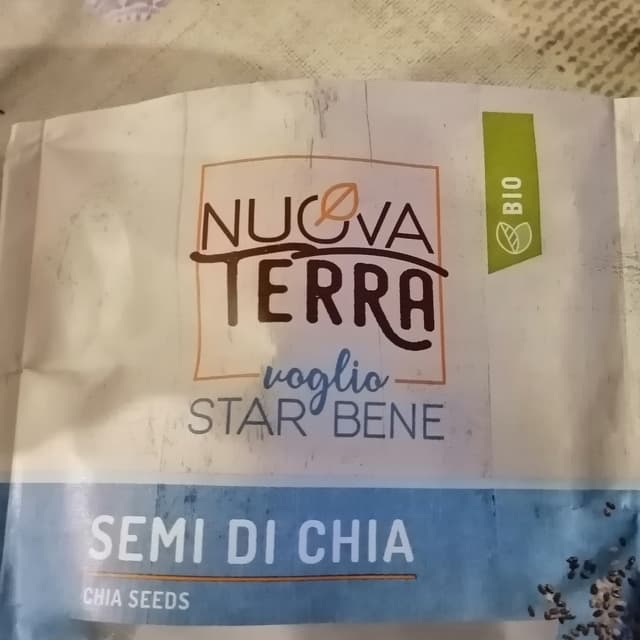 NUOVA
TERRA
voglio
STAR BENE
BIO
SEMI DI CHIA
CHIA SEEDS